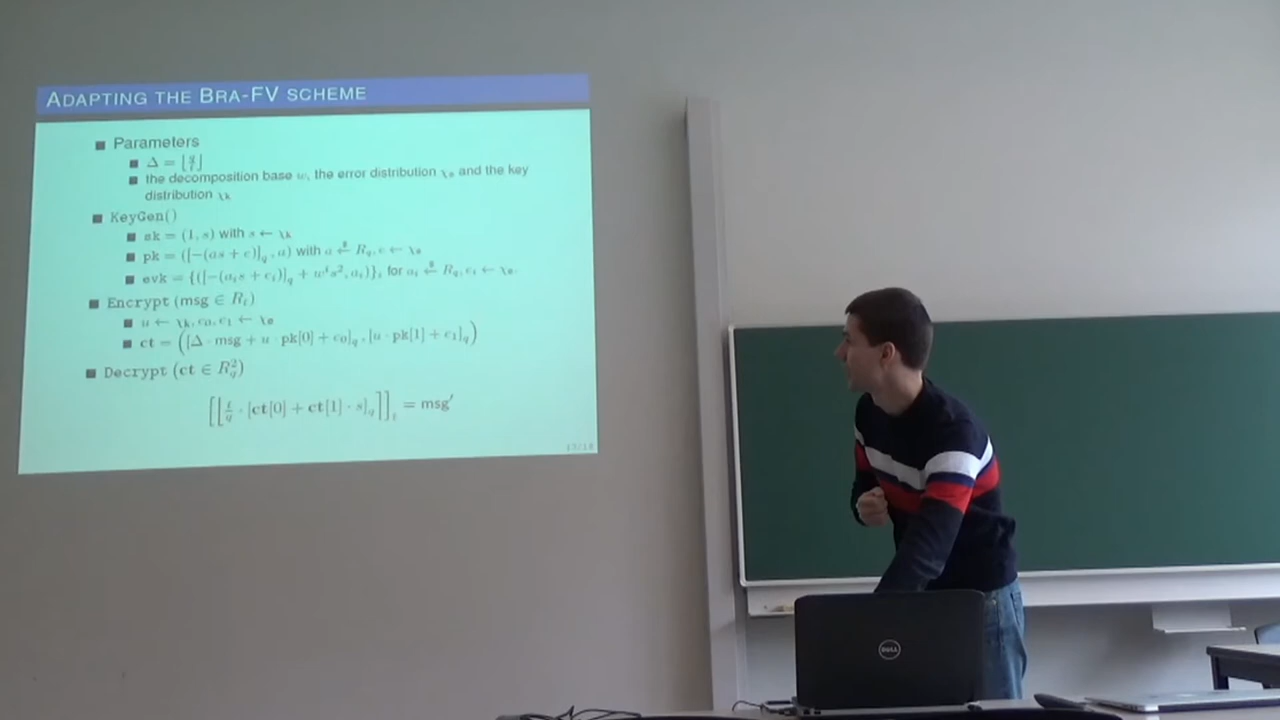 ADAPTING THE BRA-FV SCHEME
Parameters
Δ = ⌊q/t⌋
the decomposition base w, the error distribution χe and the key
distribution χk
KeyGen()
sk = (1, s) with s ← χk
pk = ([−(as + e)]q, a) with a ←$ Rq, e ← χe
evk = {([−(ais + ei)]q + wis2, ai)}i for ai ←$ Rq, ei ← χe.
Encrypt (msg ∈ Rt)
u ← χk, e0, e1 ← χe
ct = ([Δ · msg + u · pk[0] + e0]q, [u · pk[1] + e1]q)
Decrypt (ct ∈ Rq2)
[⌊t/q · [ct[0] + ct[1] · s]q⌉]t = msg′
DELL